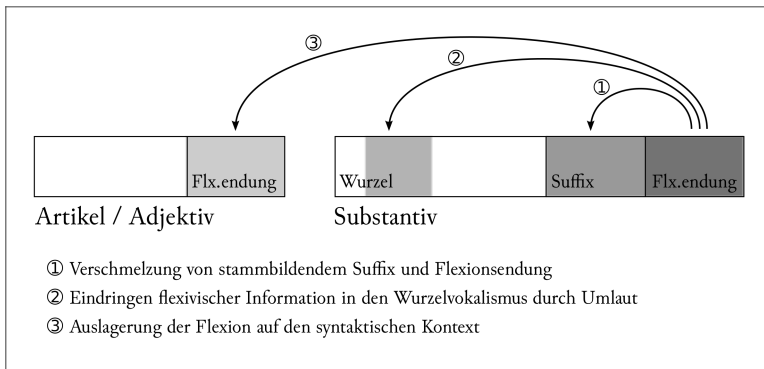 ③
②
①
Flx.endung
Wurzel
Suffix
Flx.endung
Artikel / Adjektiv
Substantiv
① Verschmelzung von stammbildendem Suffix und Flexionsendung
② Eindringen flexivischer Information in den Wurzelvokalismus durch Umlaut
③ Auslagerung der Flexion auf den syntaktischen Kontext